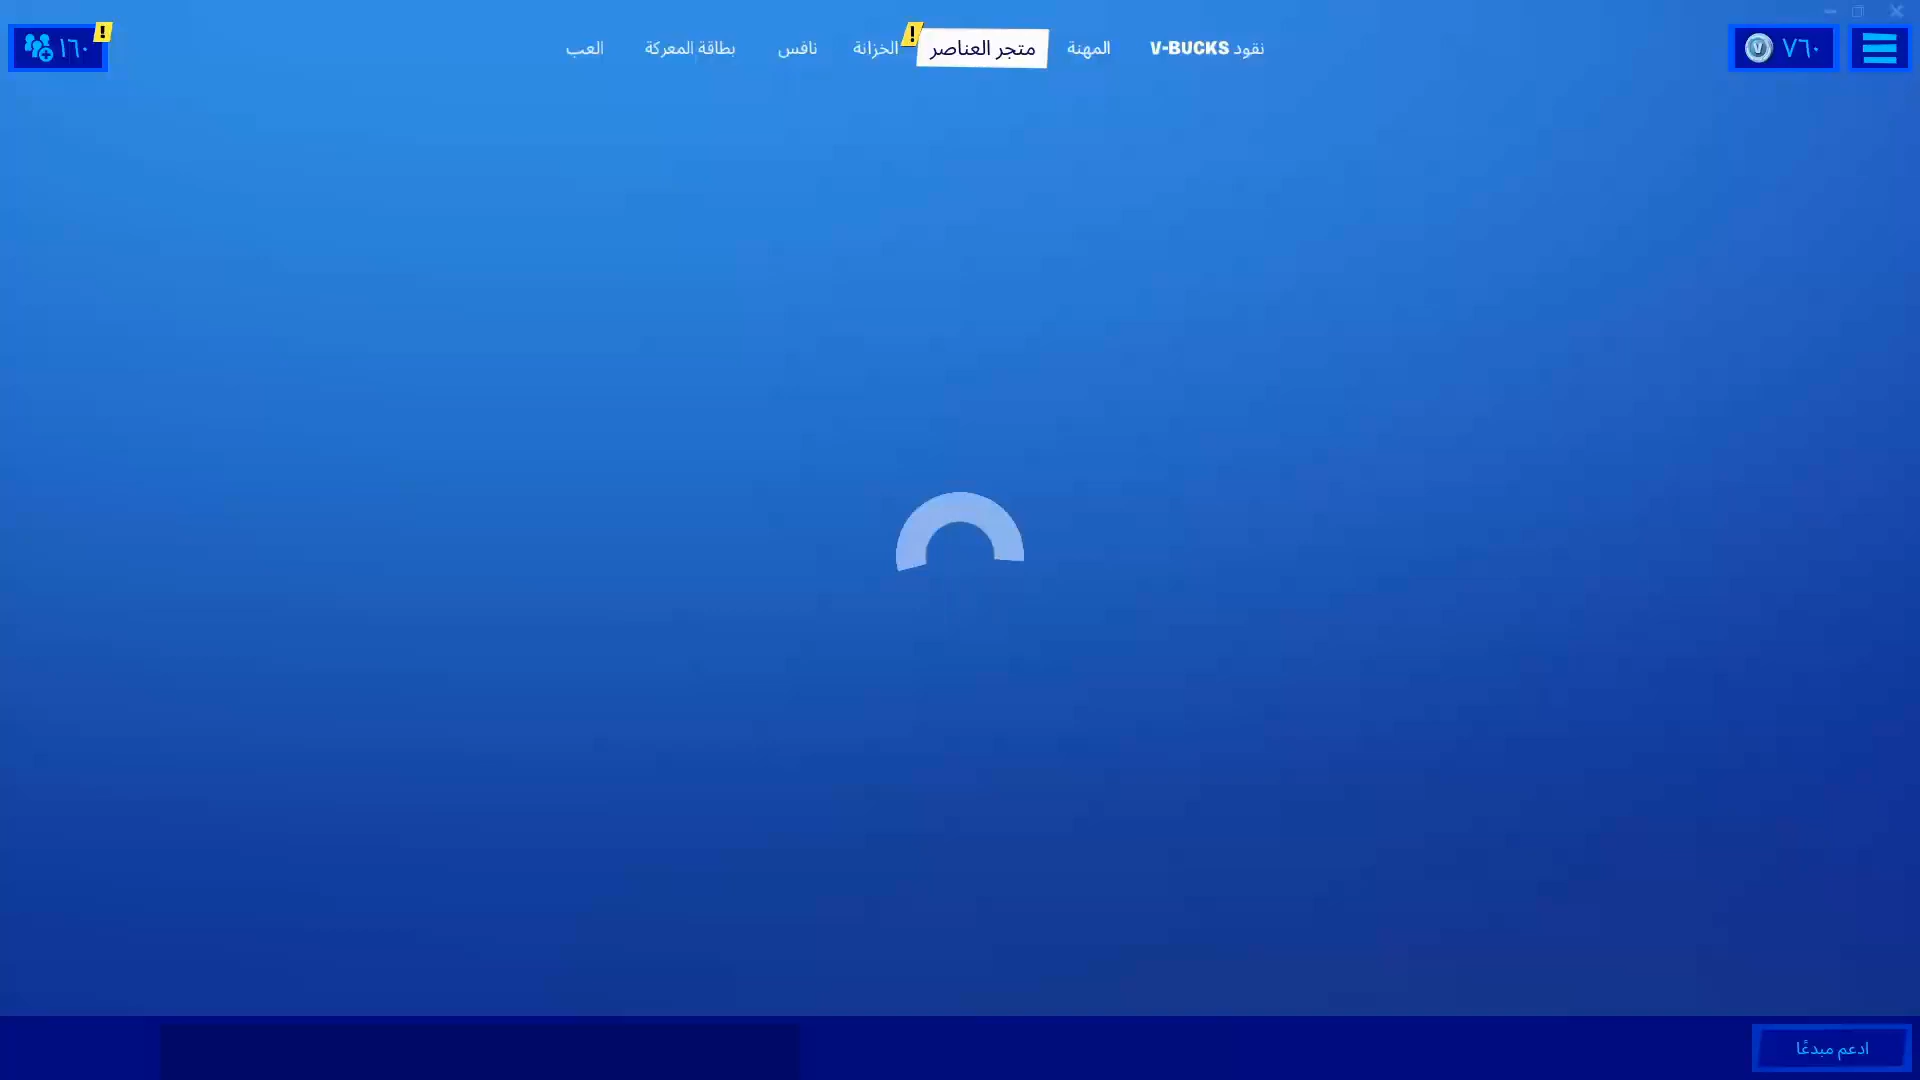 ١٦٠
!
العب
بطاقة المعركة
نافس
الخزانة
!
متجر العناصر
المهنة
نقود V-BUCKS
٧٦٠
ادعم مبدعًا